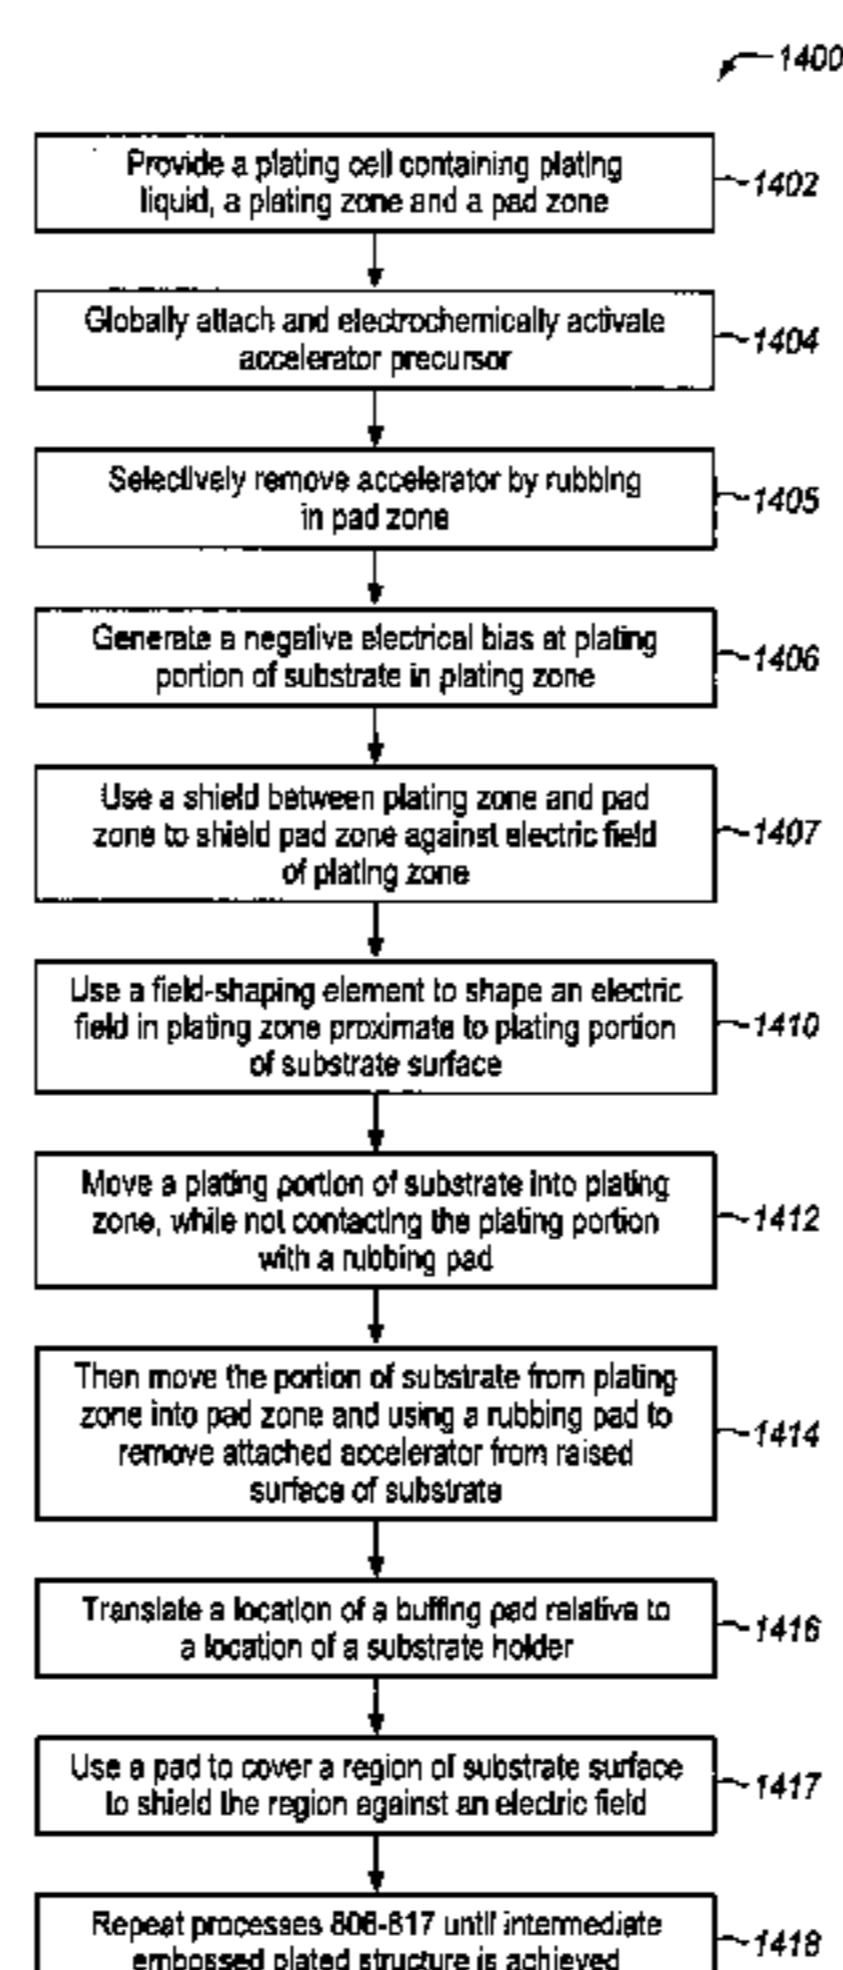 1400
Provide a plating cell containing plating
liquid, a plating zone and a pad zone
1402
Globally attach and electrochemically activate
accelerator precursor
1404
Selectively remove accelerator by rubbing
in pad zone
1405
Generate a negative electrical bias at plating
portion of substrate in plating zone
1406
Use a shield between plating zone and pad
zone to shield pad zone against electric field
of plating zone
1407
Use a field-shaping element to shape an electric
field in plating zone proximate to plating portion
of substrate surface
1410
Move a plating portion of substrate into plating
zone, while not contacting the plating portion
with a rubbing pad
1412
Then move the portion of substrate from plating
zone into pad zone and using a rubbing pad to
remove attached accelerator from raised
surface of substrate
1414
Translate a location of a buffing pad relative to
a location of a substrate holder
1416
Use a pad to cover a region of substrate surface
to shield the region against an electric field
1417
Repeat processes 806-817 until intermediate
embossed plated structure is achieved
1418